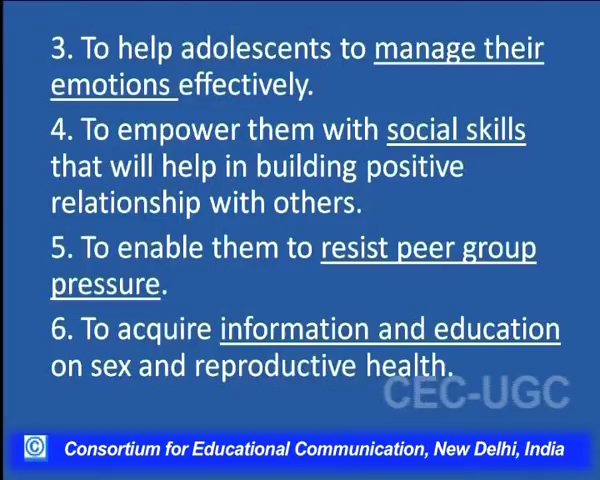 3. To help adolescents to manage their
emotions effectively.
4. To empower them with social skills
that will help in building positive
relationship with others.
5. To enable them to resist peer group
pressure.
6. To acquire information and education
on sex and reproductive health.
CEC-UGC
© Consortium for Educational Communication, New Delhi, India